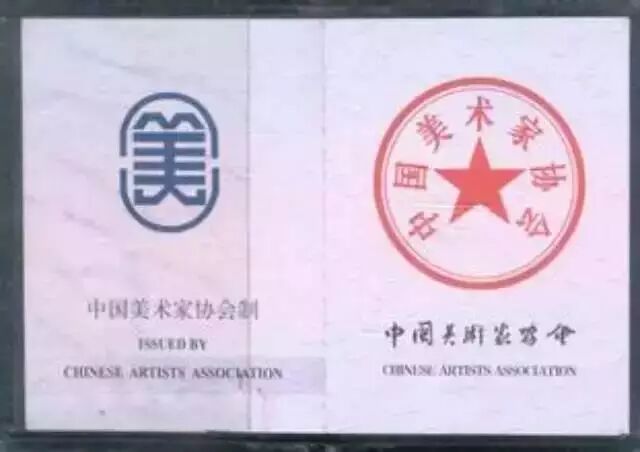 美
中国美术家协会制
ISSUED BY
CHINESE ARTISTS ASSOCIATION
中国美术家协会
中国美術家协会
CHINESE ARTISTS ASSOCIATION